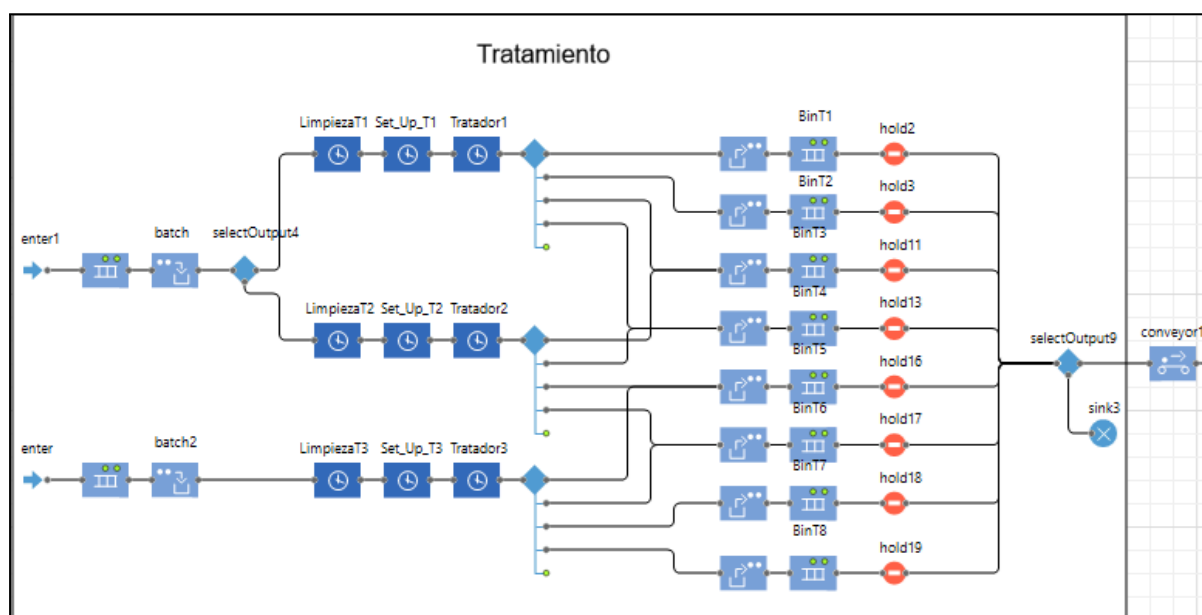 Tratamiento
LimpiezaT1 Set_Up_T1 Tratador1
BinT1
hold2
BinT2
hold3
enter1
batch
selectOutput4
BinT3
hold11
BinT4
LimpiezaT2 Set_Up_T2 Tratador2
hold13
selectOutput9
conveyor1
BinT5
hold16
BinT6
sink3
hold17
enter
batch2
LimpiezaT3 Set_Up_T3 Tratador3
BinT7
hold18
BinT8
hold19